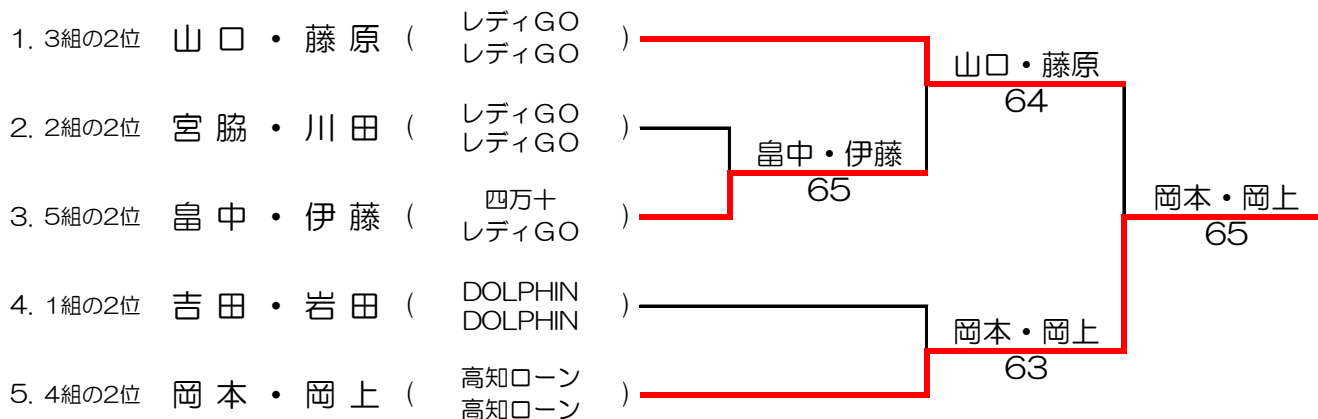 1. 3組の2位 山口・藤原 ( レディGO レディGO )
山口・藤原
64
2. 2組の2位 宮脇・川田 ( レディGO レディGO )
畠中・伊藤
65
3. 5組の2位 畠中・伊藤 ( 四万十 レディGO )
岡本・岡上
65
4. 1組の2位 吉田・岩田 ( DOLPHIN DOLPHIN )
岡本・岡上
63
5. 4組の2位 岡本・岡上 ( 高知ローン 高知ローン )